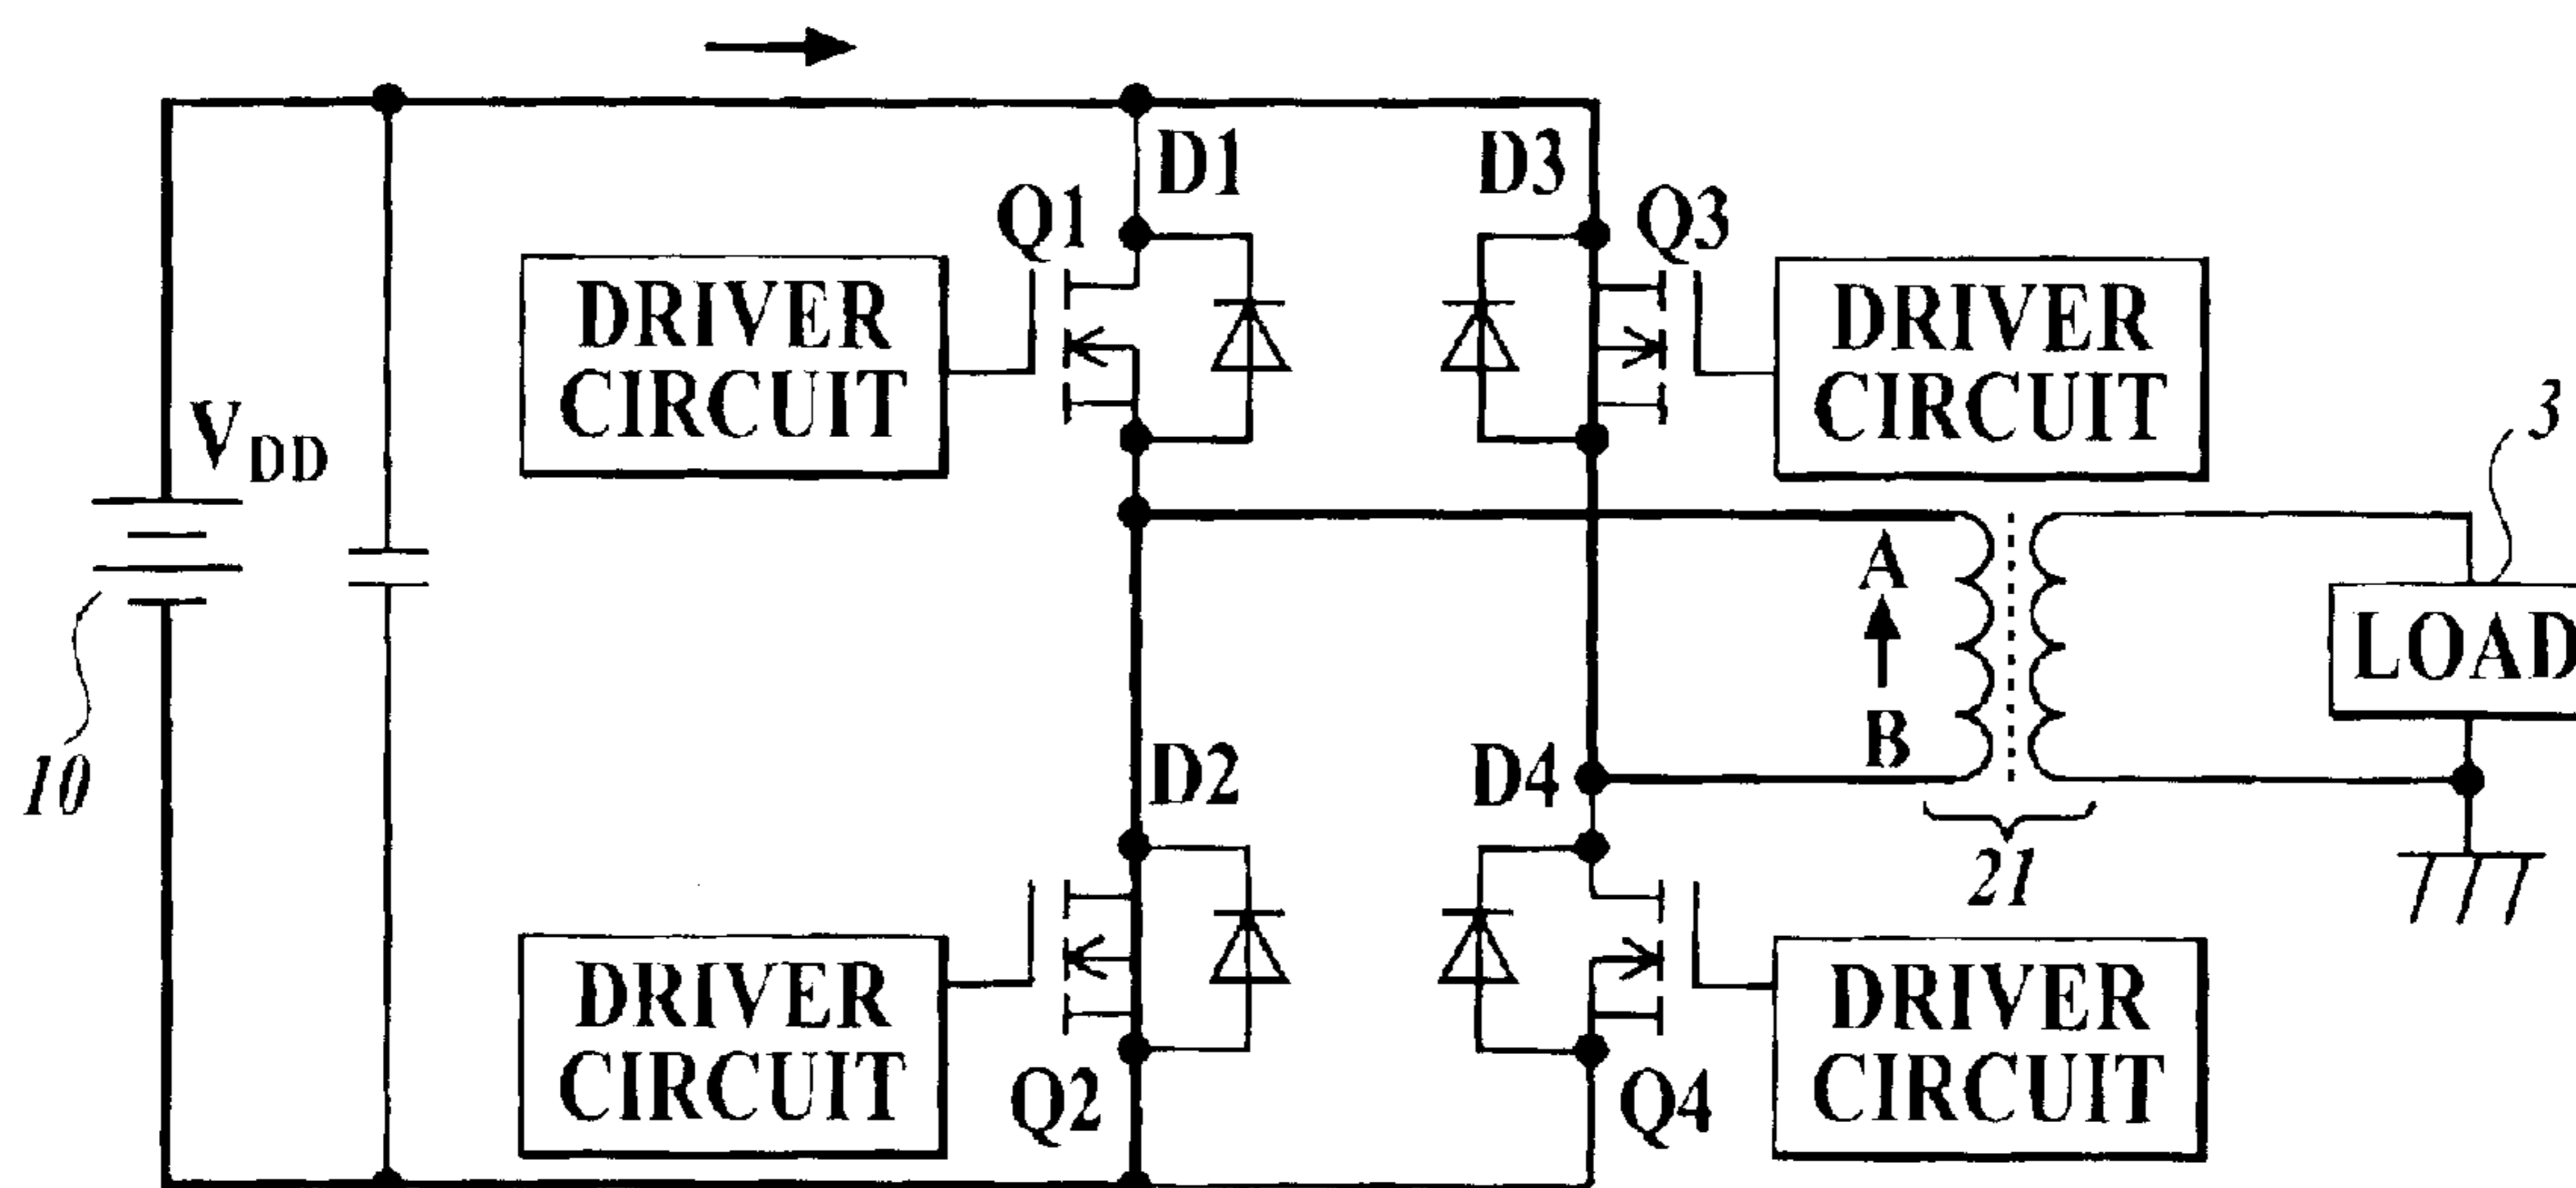 D1
D3
Q1
Q3
DRIVER
CIRCUIT
DRIVER
CIRCUIT
3
VDD
A
B
LOAD
10
D2
D4
21
DRIVER
CIRCUIT
DRIVER
CIRCUIT
Q2
Q4